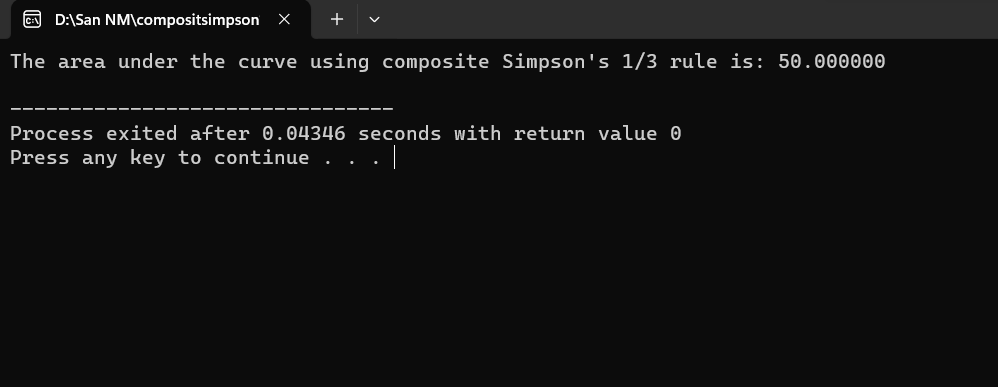 D:\San NM\compositsimpson
The area under the curve using composite Simpson's 1/3 rule is: 50.000000
--------------------------------
Process exited after 0.04346 seconds with return value 0
Press any key to continue . . .